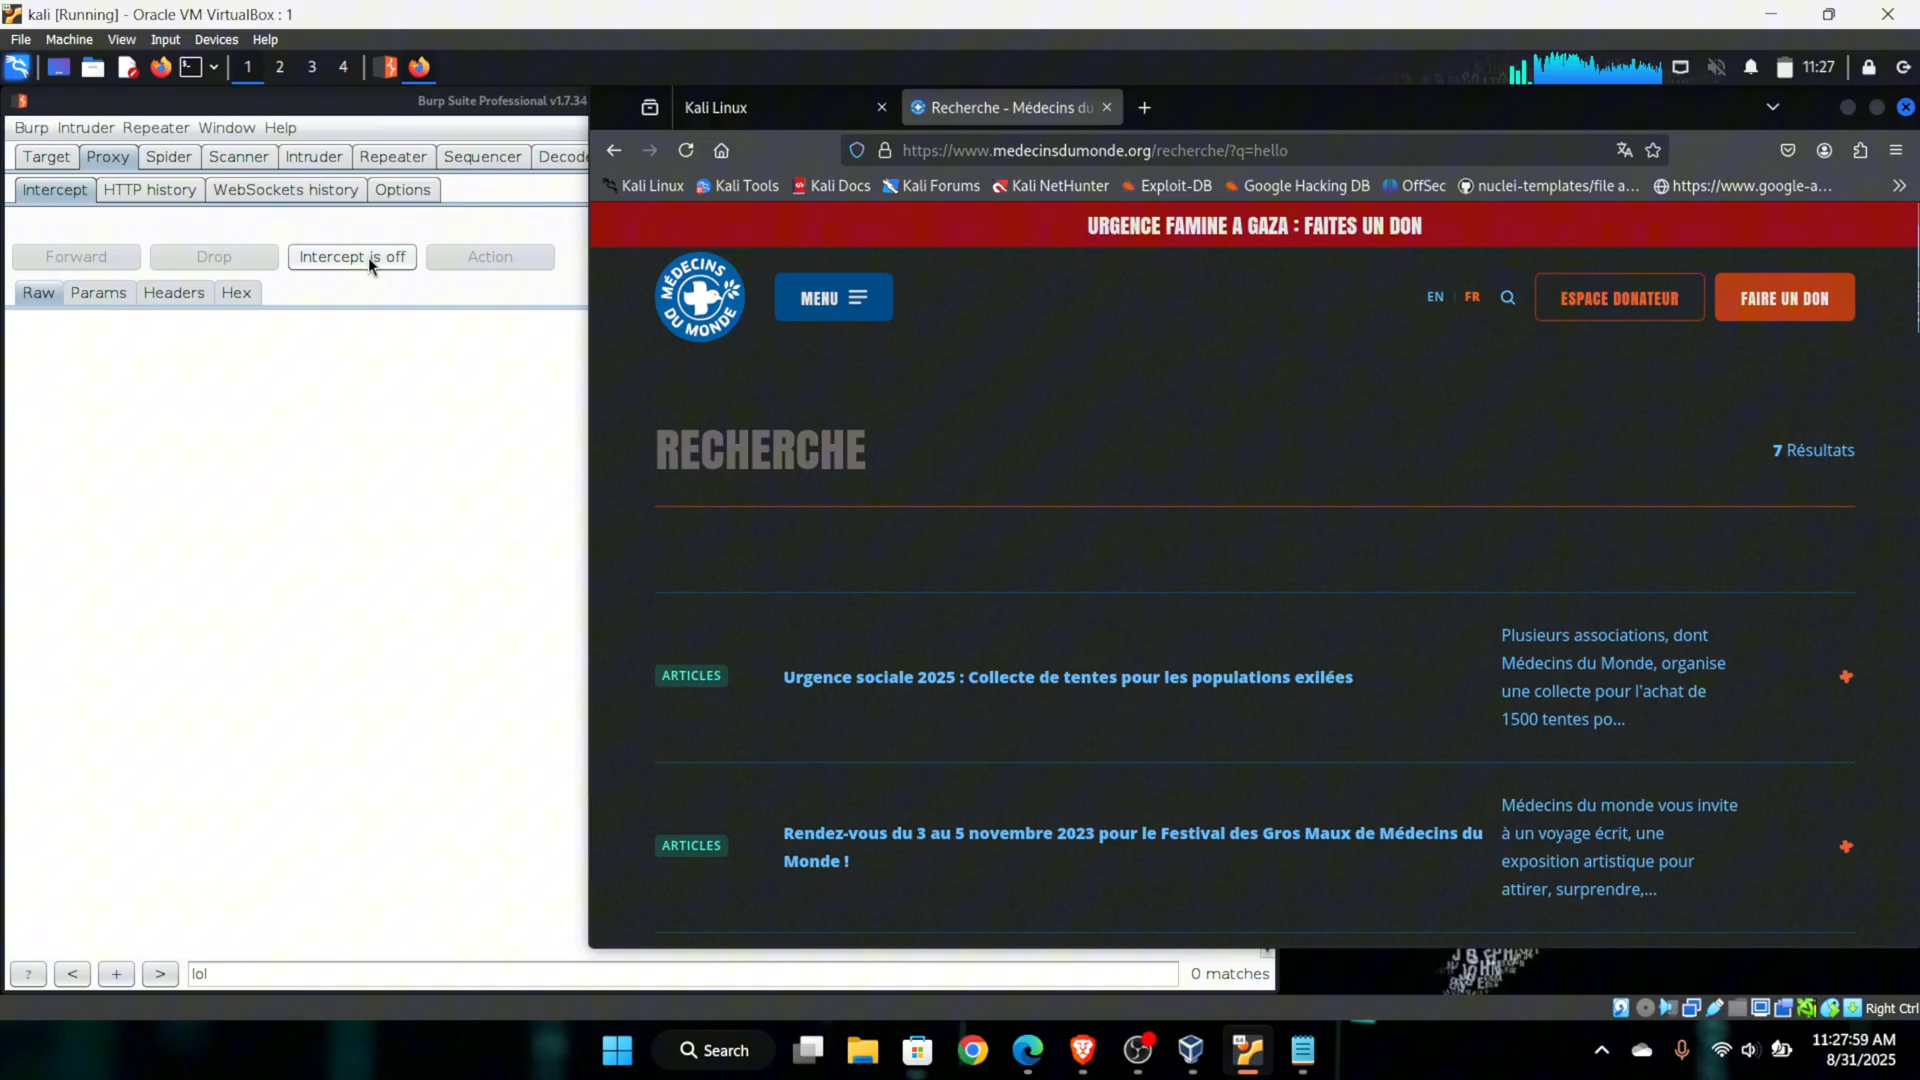 kali [Running] - Oracle VM VirtualBox : 1
File Machine View Input Devices Help
1 2 3 4
11:27
Burp Suite Professional v1.7.34
Burp Intruder Repeater Window Help
Target Proxy Spider Scanner Intruder Repeater Sequencer Decode
Intercept HTTP history WebSockets history Options
Forward Drop Intercept is off Action
Raw Params Headers Hex
? < + > lol 0 matches
Kali Linux
Recherche - Médecins du
https://www.medecinsdumonde.org/recherche/?q=hello
Kali Linux Kali Tools Kali Docs Kali Forums Kali NetHunter Exploit-DB Google Hacking DB OffSec nuclei-templates/file a... https://www.google-a...
URGENCE FAMINE A GAZA : FAITES UN DON
MÉDECINS DU MONDE
MENU
EN FR
ESPACE DONATEUR
FAIRE UN DON
RECHERCHE
7 Résultats
ARTICLES
Urgence sociale 2025 : Collecte de tentes pour les populations exilées
Plusieurs associations, dont
Médecins du Monde, organise
une collecte pour l'achat de
1500 tentes po...
ARTICLES
Rendez-vous du 3 au 5 novembre 2023 pour le Festival des Gros Maux de Médecins du
Monde !
Médecins du monde vous invite
à un voyage écrit, une
exposition artistique pour
attirer, surprendre,...
Right Ctrl
Search
64
11:27:59 AM
8/31/2025